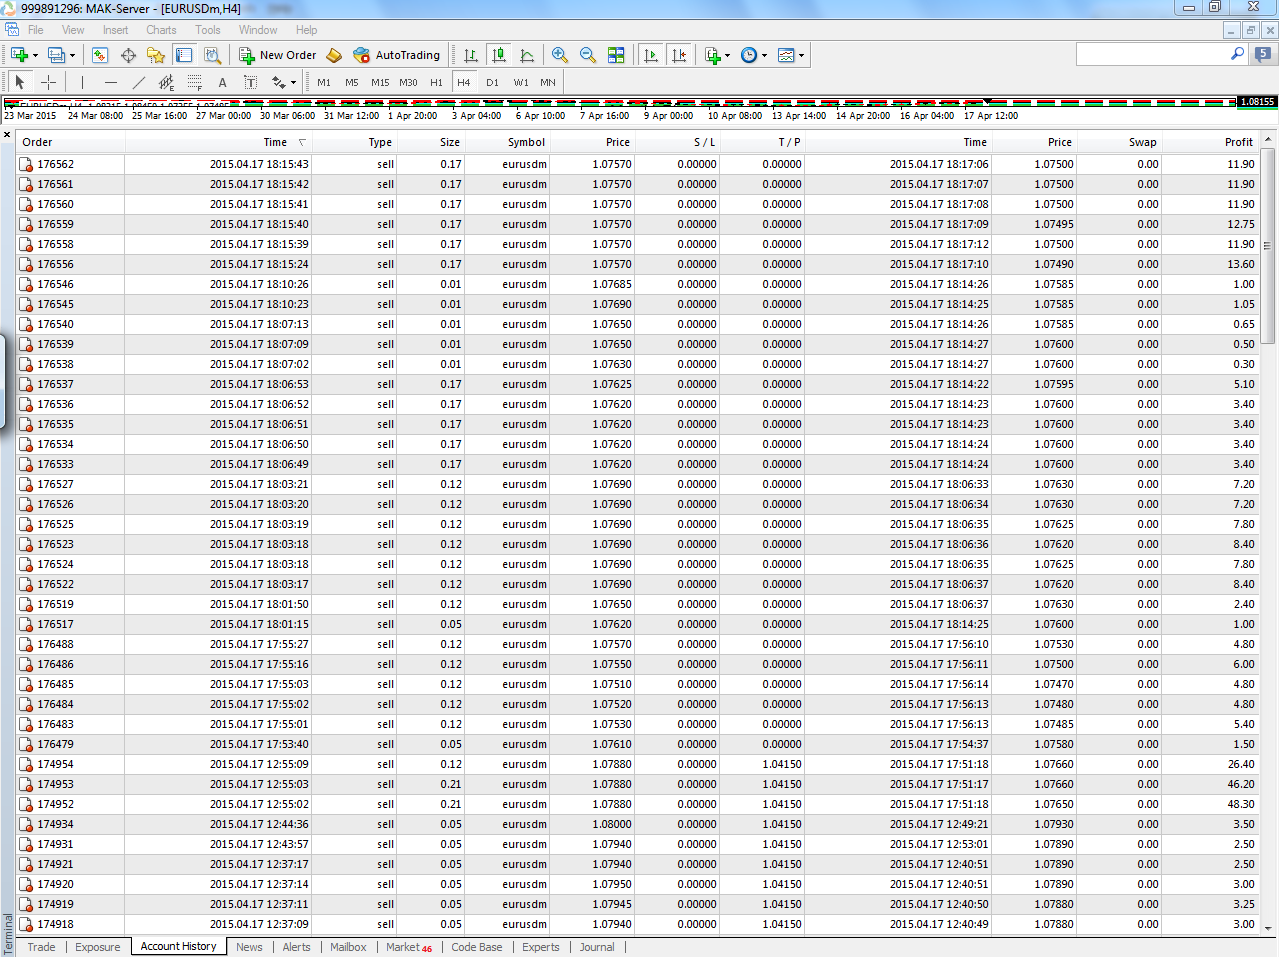 999891296: MAK-Server - [EURUSDm,H4]
File View Insert Charts Tools Window Help
New Order AutoTrading 5
A T M1 M5 M15 M30 H1 H4 D1 W1 MN
1.08155
23 Mar 2015 24 Mar 08:00 25 Mar 16:00 27 Mar 00:00 30 Mar 08:00 31 Mar 12:00 1 Apr 20:00 3 Apr 04:00 6 Apr 10:00 7 Apr 16:00 9 Apr 00:00 10 Apr 08:00 13 Apr 14:00 14 Apr 20:00 16 Apr 04:00 17 Apr 12:00
Order Time Type Size Symbol Price S / L T / P Time Price Swap Profit
176562 2015.04.17 18:15:43 sell 0.17 eurusdm 1.07570 0.00000 0.00000 2015.04.17 18:17:06 1.07500 0.00 11.90
176561 2015.04.17 18:15:42 sell 0.17 eurusdm 1.07570 0.00000 0.00000 2015.04.17 18:17:07 1.07500 0.00 11.90
176560 2015.04.17 18:15:41 sell 0.17 eurusdm 1.07570 0.00000 0.00000 2015.04.17 18:17:08 1.07500 0.00 11.90
176559 2015.04.17 18:15:40 sell 0.17 eurusdm 1.07570 0.00000 0.00000 2015.04.17 18:17:09 1.07495 0.00 12.75
176558 2015.04.17 18:15:39 sell 0.17 eurusdm 1.07570 0.00000 0.00000 2015.04.17 18:17:12 1.07500 0.00 11.90
176556 2015.04.17 18:15:24 sell 0.17 eurusdm 1.07570 0.00000 0.00000 2015.04.17 18:17:10 1.07490 0.00 13.60
176546 2015.04.17 18:10:26 sell 0.01 eurusdm 1.07685 0.00000 0.00000 2015.04.17 18:14:26 1.07585 0.00 1.00
176545 2015.04.17 18:10:23 sell 0.01 eurusdm 1.07690 0.00000 0.00000 2015.04.17 18:14:25 1.07585 0.00 1.05
176540 2015.04.17 18:07:13 sell 0.01 eurusdm 1.07650 0.00000 0.00000 2015.04.17 18:14:26 1.07585 0.00 0.65
176539 2015.04.17 18:07:09 sell 0.01 eurusdm 1.07650 0.00000 0.00000 2015.04.17 18:14:27 1.07600 0.00 0.50
176538 2015.04.17 18:07:02 sell 0.01 eurusdm 1.07630 0.00000 0.00000 2015.04.17 18:14:27 1.07600 0.00 0.30
176537 2015.04.17 18:06:53 sell 0.17 eurusdm 1.07625 0.00000 0.00000 2015.04.17 18:14:22 1.07595 0.00 5.10
176536 2015.04.17 18:06:52 sell 0.17 eurusdm 1.07620 0.00000 0.00000 2015.04.17 18:14:23 1.07600 0.00 3.40
176535 2015.04.17 18:06:51 sell 0.17 eurusdm 1.07620 0.00000 0.00000 2015.04.17 18:14:23 1.07600 0.00 3.40
176534 2015.04.17 18:06:50 sell 0.17 eurusdm 1.07620 0.00000 0.00000 2015.04.17 18:14:24 1.07600 0.00 3.40
176533 2015.04.17 18:06:49 sell 0.17 eurusdm 1.07620 0.00000 0.00000 2015.04.17 18:14:24 1.07600 0.00 3.40
176527 2015.04.17 18:03:21 sell 0.12 eurusdm 1.07690 0.00000 0.00000 2015.04.17 18:06:33 1.07630 0.00 7.20
176526 2015.04.17 18:03:20 sell 0.12 eurusdm 1.07690 0.00000 0.00000 2015.04.17 18:06:34 1.07630 0.00 7.20
176525 2015.04.17 18:03:19 sell 0.12 eurusdm 1.07690 0.00000 0.00000 2015.04.17 18:06:35 1.07625 0.00 7.80
176523 2015.04.17 18:03:18 sell 0.12 eurusdm 1.07690 0.00000 0.00000 2015.04.17 18:06:36 1.07620 0.00 8.40
176524 2015.04.17 18:03:18 sell 0.12 eurusdm 1.07690 0.00000 0.00000 2015.04.17 18:06:35 1.07625 0.00 7.80
176522 2015.04.17 18:03:17 sell 0.12 eurusdm 1.07690 0.00000 0.00000 2015.04.17 18:06:37 1.07620 0.00 8.40
176519 2015.04.17 18:01:50 sell 0.12 eurusdm 1.07650 0.00000 0.00000 2015.04.17 18:06:37 1.07630 0.00 2.40
176517 2015.04.17 18:01:15 sell 0.05 eurusdm 1.07620 0.00000 0.00000 2015.04.17 18:14:25 1.07600 0.00 1.00
176488 2015.04.17 17:55:27 sell 0.12 eurusdm 1.07570 0.00000 0.00000 2015.04.17 17:56:10 1.07530 0.00 4.80
176486 2015.04.17 17:55:16 sell 0.12 eurusdm 1.07550 0.00000 0.00000 2015.04.17 17:56:11 1.07500 0.00 6.00
176485 2015.04.17 17:55:03 sell 0.12 eurusdm 1.07510 0.00000 0.00000 2015.04.17 17:56:14 1.07470 0.00 4.80
176484 2015.04.17 17:55:02 sell 0.12 eurusdm 1.07520 0.00000 0.00000 2015.04.17 17:56:13 1.07480 0.00 4.80
176483 2015.04.17 17:55:01 sell 0.12 eurusdm 1.07530 0.00000 0.00000 2015.04.17 17:56:13 1.07485 0.00 5.40
176479 2015.04.17 17:53:40 sell 0.05 eurusdm 1.07610 0.00000 0.00000 2015.04.17 17:54:37 1.07580 0.00 1.50
174954 2015.04.17 12:55:09 sell 0.12 eurusdm 1.07880 0.00000 1.04150 2015.04.17 17:51:18 1.07660 0.00 26.40
174953 2015.04.17 12:55:03 sell 0.21 eurusdm 1.07880 0.00000 1.04150 2015.04.17 17:51:17 1.07660 0.00 46.20
174952 2015.04.17 12:55:02 sell 0.21 eurusdm 1.07880 0.00000 1.04150 2015.04.17 17:51:18 1.07650 0.00 48.30
174934 2015.04.17 12:44:36 sell 0.05 eurusdm 1.08000 0.00000 1.04150 2015.04.17 12:49:21 1.07930 0.00 3.50
174931 2015.04.17 12:43:57 sell 0.05 eurusdm 1.07940 0.00000 1.04150 2015.04.17 12:53:01 1.07890 0.00 2.50
174921 2015.04.17 12:37:17 sell 0.05 eurusdm 1.07940 0.00000 1.04150 2015.04.17 12:40:51 1.07890 0.00 2.50
174920 2015.04.17 12:37:14 sell 0.05 eurusdm 1.07950 0.00000 1.04150 2015.04.17 12:40:51 1.07890 0.00 3.00
174919 2015.04.17 12:37:11 sell 0.05 eurusdm 1.07945 0.00000 1.04150 2015.04.17 12:40:50 1.07880 0.00 3.25
174918 2015.04.17 12:37:09 sell 0.05 eurusdm 1.07940 0.00000 1.04150 2015.04.17 12:40:49 1.07880 0.00 3.00
Terminal
Trade Exposure Account History News Alerts Mailbox Market 46 Code Base Experts Journal